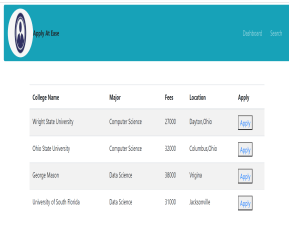 Apply At Ease
Dashboard Search
College Name Major Fees Location Apply
Wright State University Computer Science 27000 Dayton,Ohio Apply
Ohio State University Computer Science 32000 Columbus,Ohio Apply
George Mason Data Science 38000 Virgina Apply
University of South Florida Data Science 31000 Jacksonville Apply